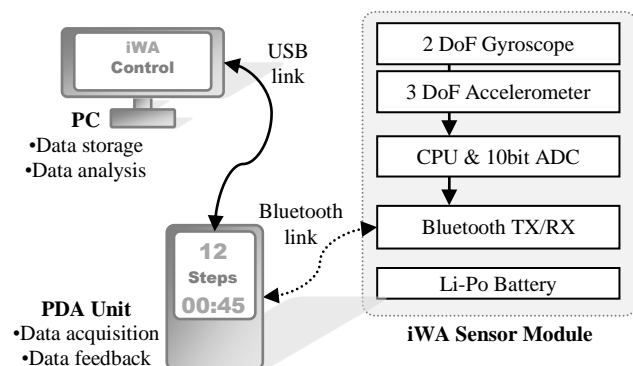 iWA
Control
USB
link
PC
•Data storage
•Data analysis
Bluetooth
link
12
Steps
00:45
PDA Unit
•Data acquisition
•Data feedback
2 DoF Gyroscope
3 DoF Accelerometer
CPU & 10bit ADC
Bluetooth TX/RX
Li-Po Battery
iWA Sensor Module